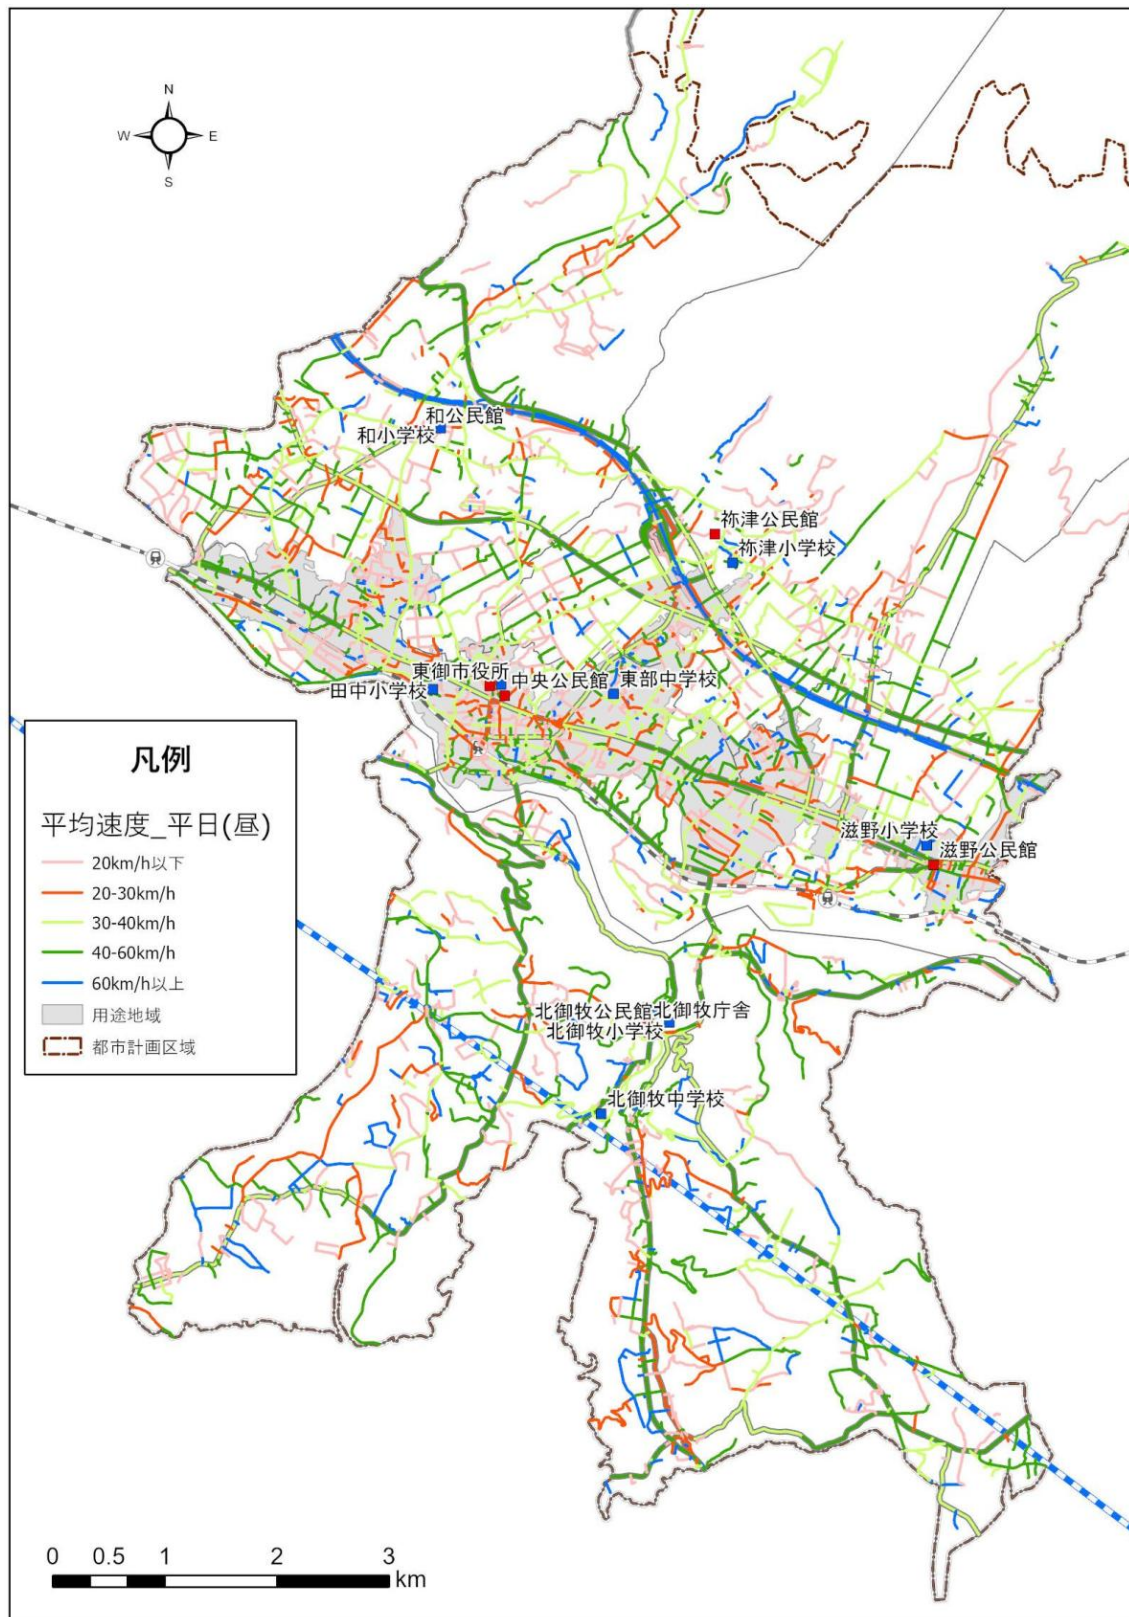 N
W E
S
和公民館
和小学校
祢津公民館
祢津小学校
東御市役所
中央公民館
東部中学校
田中小学校
滋野小学校
滋野公民館
北御牧公民館
北御牧庁舎
北御牧小学校
北御牧中学校
凡例
平均速度_平日(昼)
20km/h以下
20-30km/h
30-40km/h
40-60km/h
60km/h以上
用途地域
都市計画区域
0 0.5 1 2 3
km